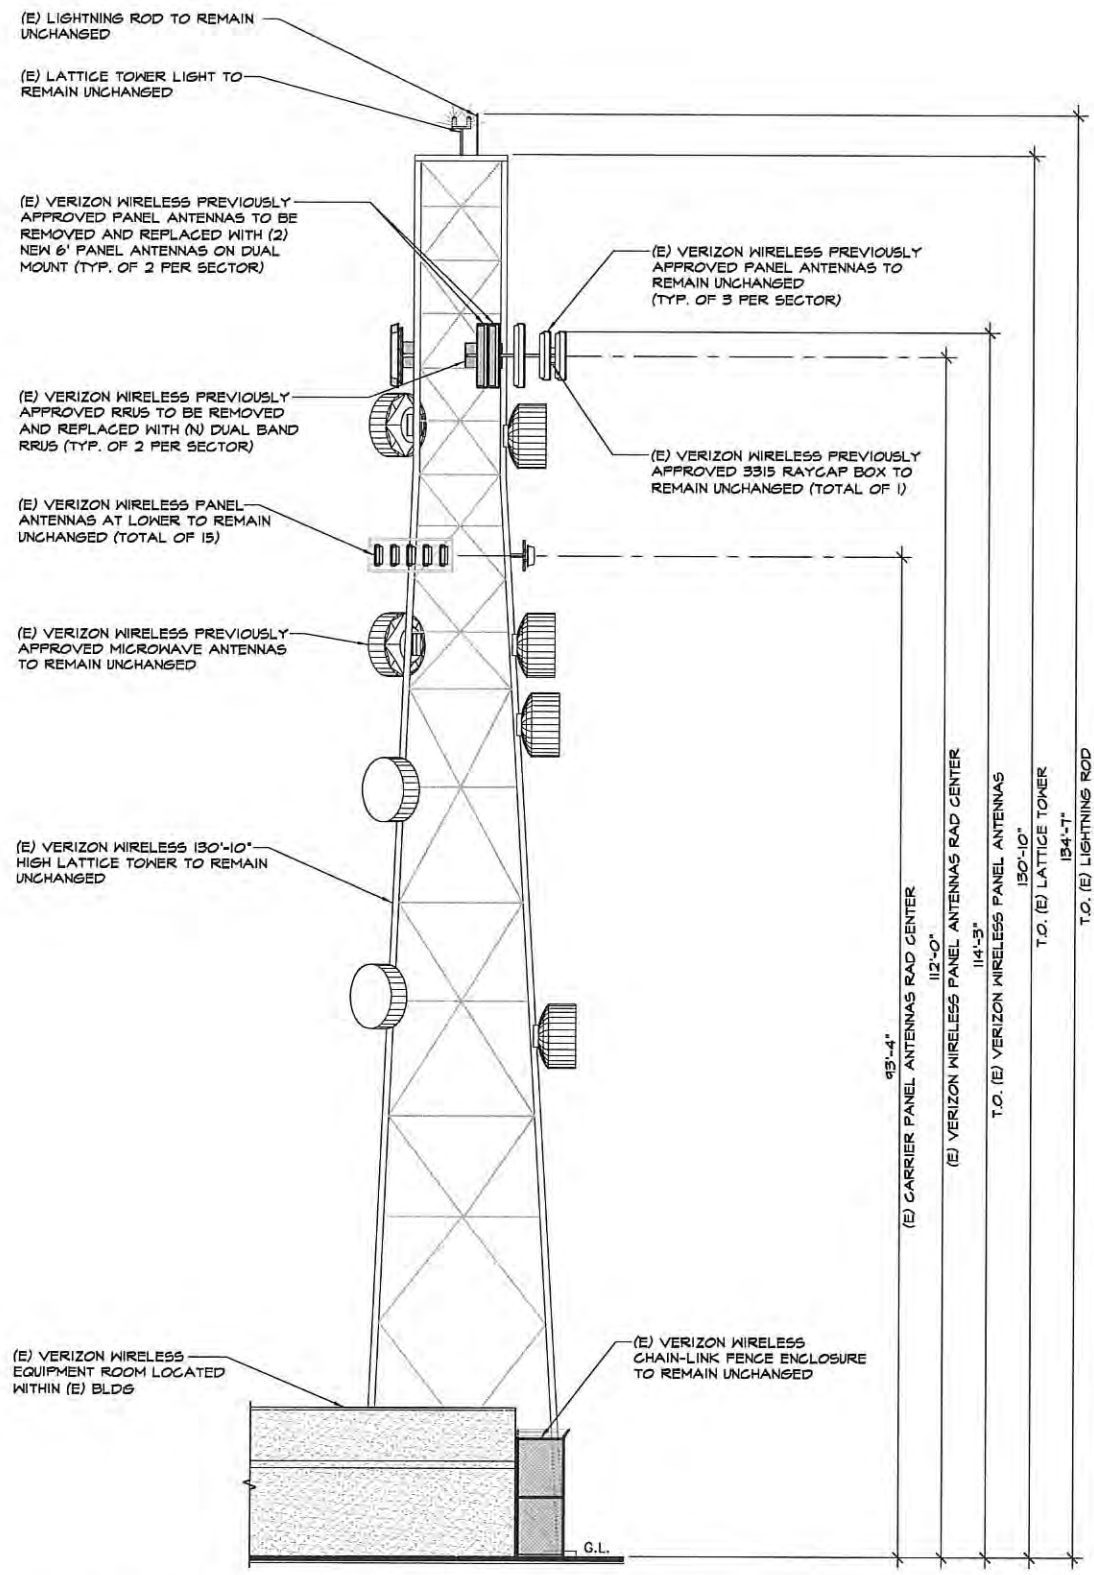 (E) LIGHTNING ROD TO REMAIN
UNCHANGED
(E) LATTICE TOWER LIGHT TO
REMAIN UNCHANGED
(E) VERIZON WIRELESS PREVIOUSLY
APPROVED PANEL ANTENNAS TO BE
REMOVED AND REPLACED WITH (2)
NEW 6' PANEL ANTENNAS ON DUAL
MOUNT (TYP. OF 2 PER SECTOR)
(E) VERIZON WIRELESS PREVIOUSLY
APPROVED PANEL ANTENNAS TO
REMAIN UNCHANGED
(TYP. OF 3 PER SECTOR)
(E) VERIZON WIRELESS PREVIOUSLY
APPROVED RRUS TO BE REMOVED
AND REPLACED WITH (N) DUAL BAND
RRUS (TYP. OF 2 PER SECTOR)
(E) VERIZON WIRELESS PREVIOUSLY
APPROVED 3315 RAYCAP BOX TO
REMAIN UNCHANGED (TOTAL OF 1)
(E) VERIZON WIRELESS PANEL
ANTENNAS AT LOWER TO REMAIN
UNCHANGED (TOTAL OF 15)
(E) VERIZON WIRELESS PREVIOUSLY
APPROVED MICROWAVE ANTENNAS
TO REMAIN UNCHANGED
(E) VERIZON WIRELESS 130'-10"
HIGH LATTICE TOWER TO REMAIN
UNCHANGED
93'-4"
(E) CARRIER PANEL ANTENNAS RAD CENTER
112'-0"
(E) VERIZON WIRELESS PANEL ANTENNAS RAD CENTER
114'-3"
T.O. (E) VERIZON WIRELESS PANEL ANTENNAS
130'-10"
T.O. (E) LATTICE TOWER
134'-7"
T.O. (E) LIGHTNING ROD
(E) VERIZON WIRELESS
EQUIPMENT ROOM LOCATED
WITHIN (E) BLDG
(E) VERIZON WIRELESS
CHAIN-LINK FENCE ENCLOSURE
TO REMAIN UNCHANGED
G.L.